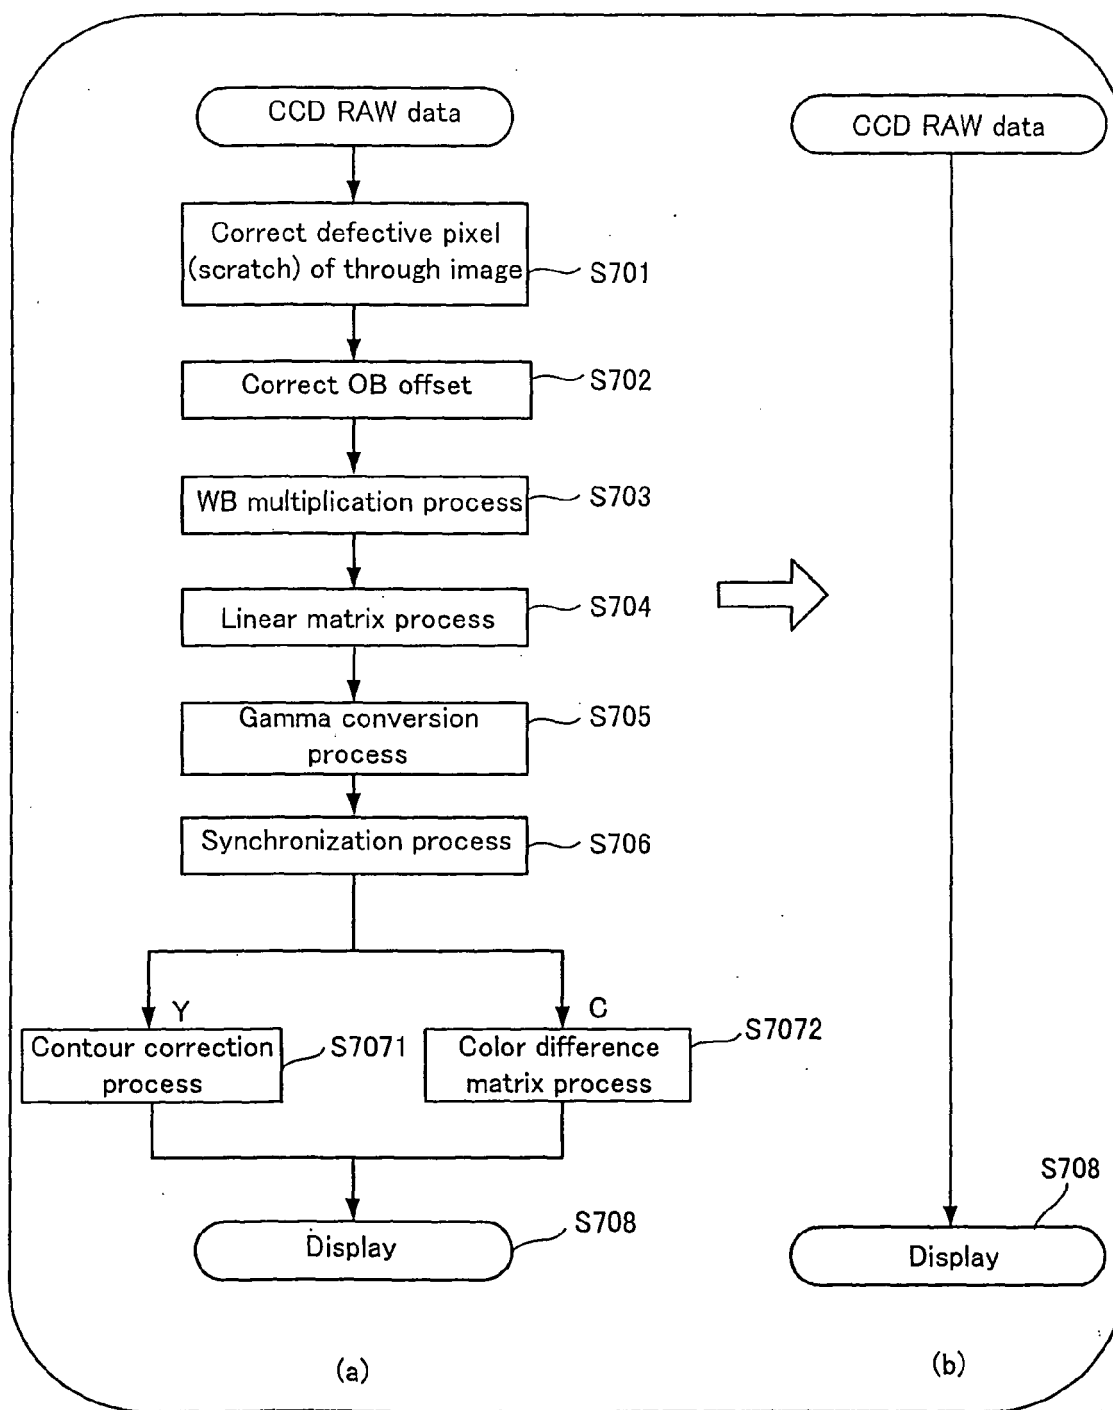 CCD RAW data
CCD RAW data
Correct defective pixel
(scratch) of through image
S701
Correct OB offset
S702
WB multiplication process
S703
Linear matrix process
S704
Gamma conversion
process
S705
Synchronization process
S706
Y
C
Contour correction
process
S7071
Color difference
matrix process
S7072
Display
S708
Display
S708
(a)
(b)